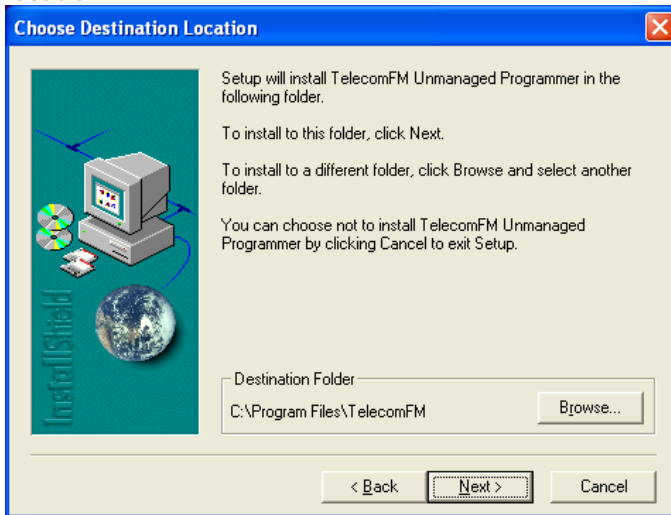 Choose Destination Location
Setup will install TelecomFM Unmanaged Programmer in the
following folder.
To install to this folder, click Next.
To install to a different folder, click Browse and select another
folder.
You can choose not to install TelecomFM Unmanaged
Programmer by clicking Cancel to exit Setup.
InstallShield
Destination Folder
C:\Program Files\TelecomFM
Browse...
< Back
Next >
Cancel